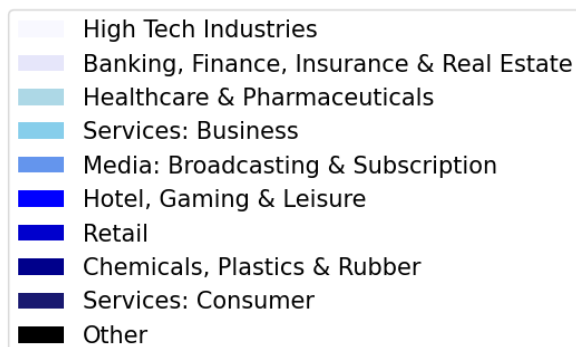 High Tech Industries
Banking, Finance, Insurance & Real Estate
Healthcare & Pharmaceuticals
Services: Business
Media: Broadcasting & Subscription
Hotel, Gaming & Leisure
Retail
Chemicals, Plastics & Rubber
Services: Consumer
Other